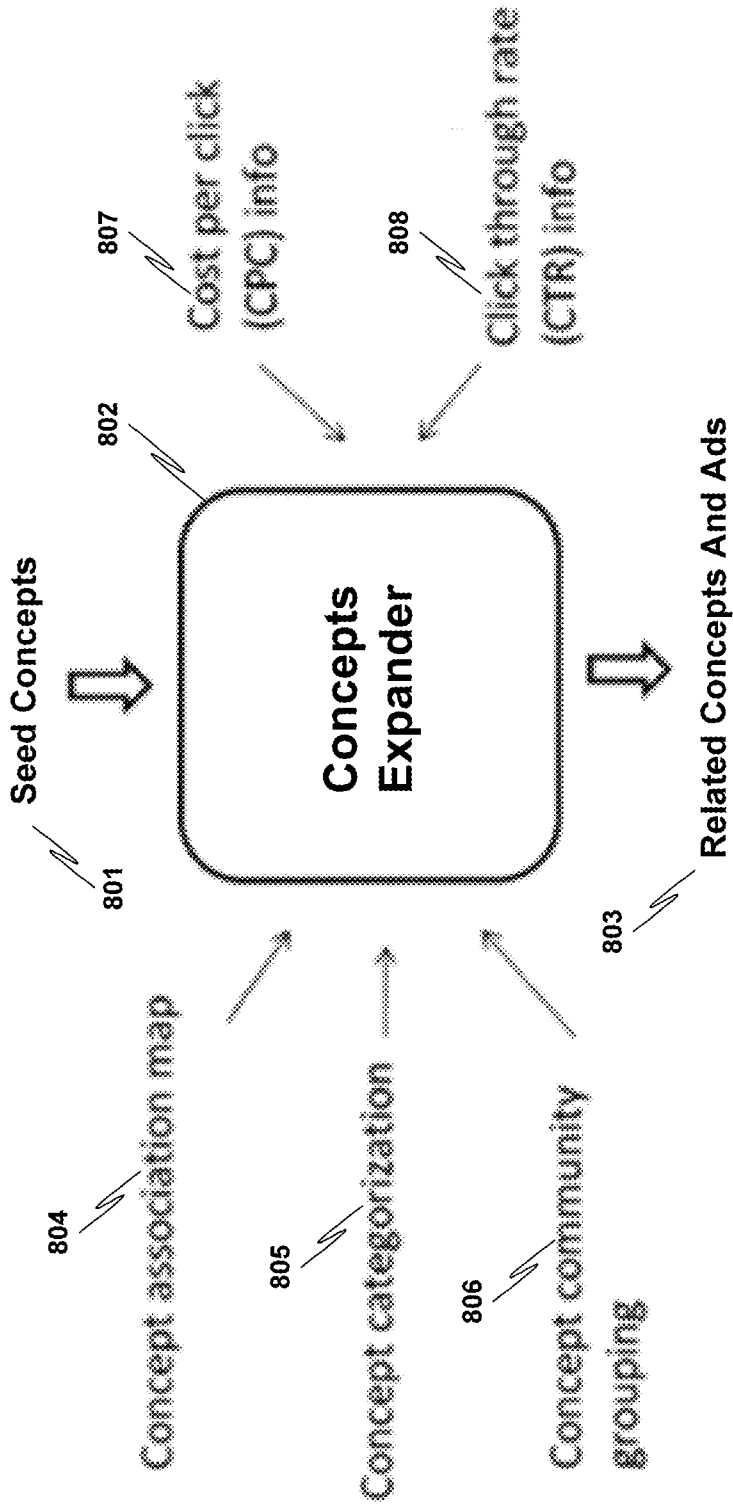 801
Seed Concepts
804
Concept association map
805
Concept categorization
806
Concept community
grouping
802
Concepts
Expander
807
Cost per click
(CPC) info
808
Click through rate
(CTR) info
803
Related Concepts And Ads